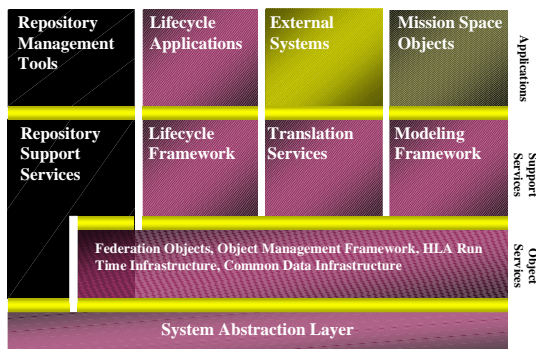 Repository
Management
Tools
Lifecycle
Applications
External
Systems
Mission Space
Objects
Applications
Repository
Support
Services
Lifecycle
Framework
Translation
Services
Modeling
Framework
Support
Services
Federation Objects, Object Management Framework, HLA Run
Time Infrastructure, Common Data Infrastructure
Object
Services
System Abstraction Layer